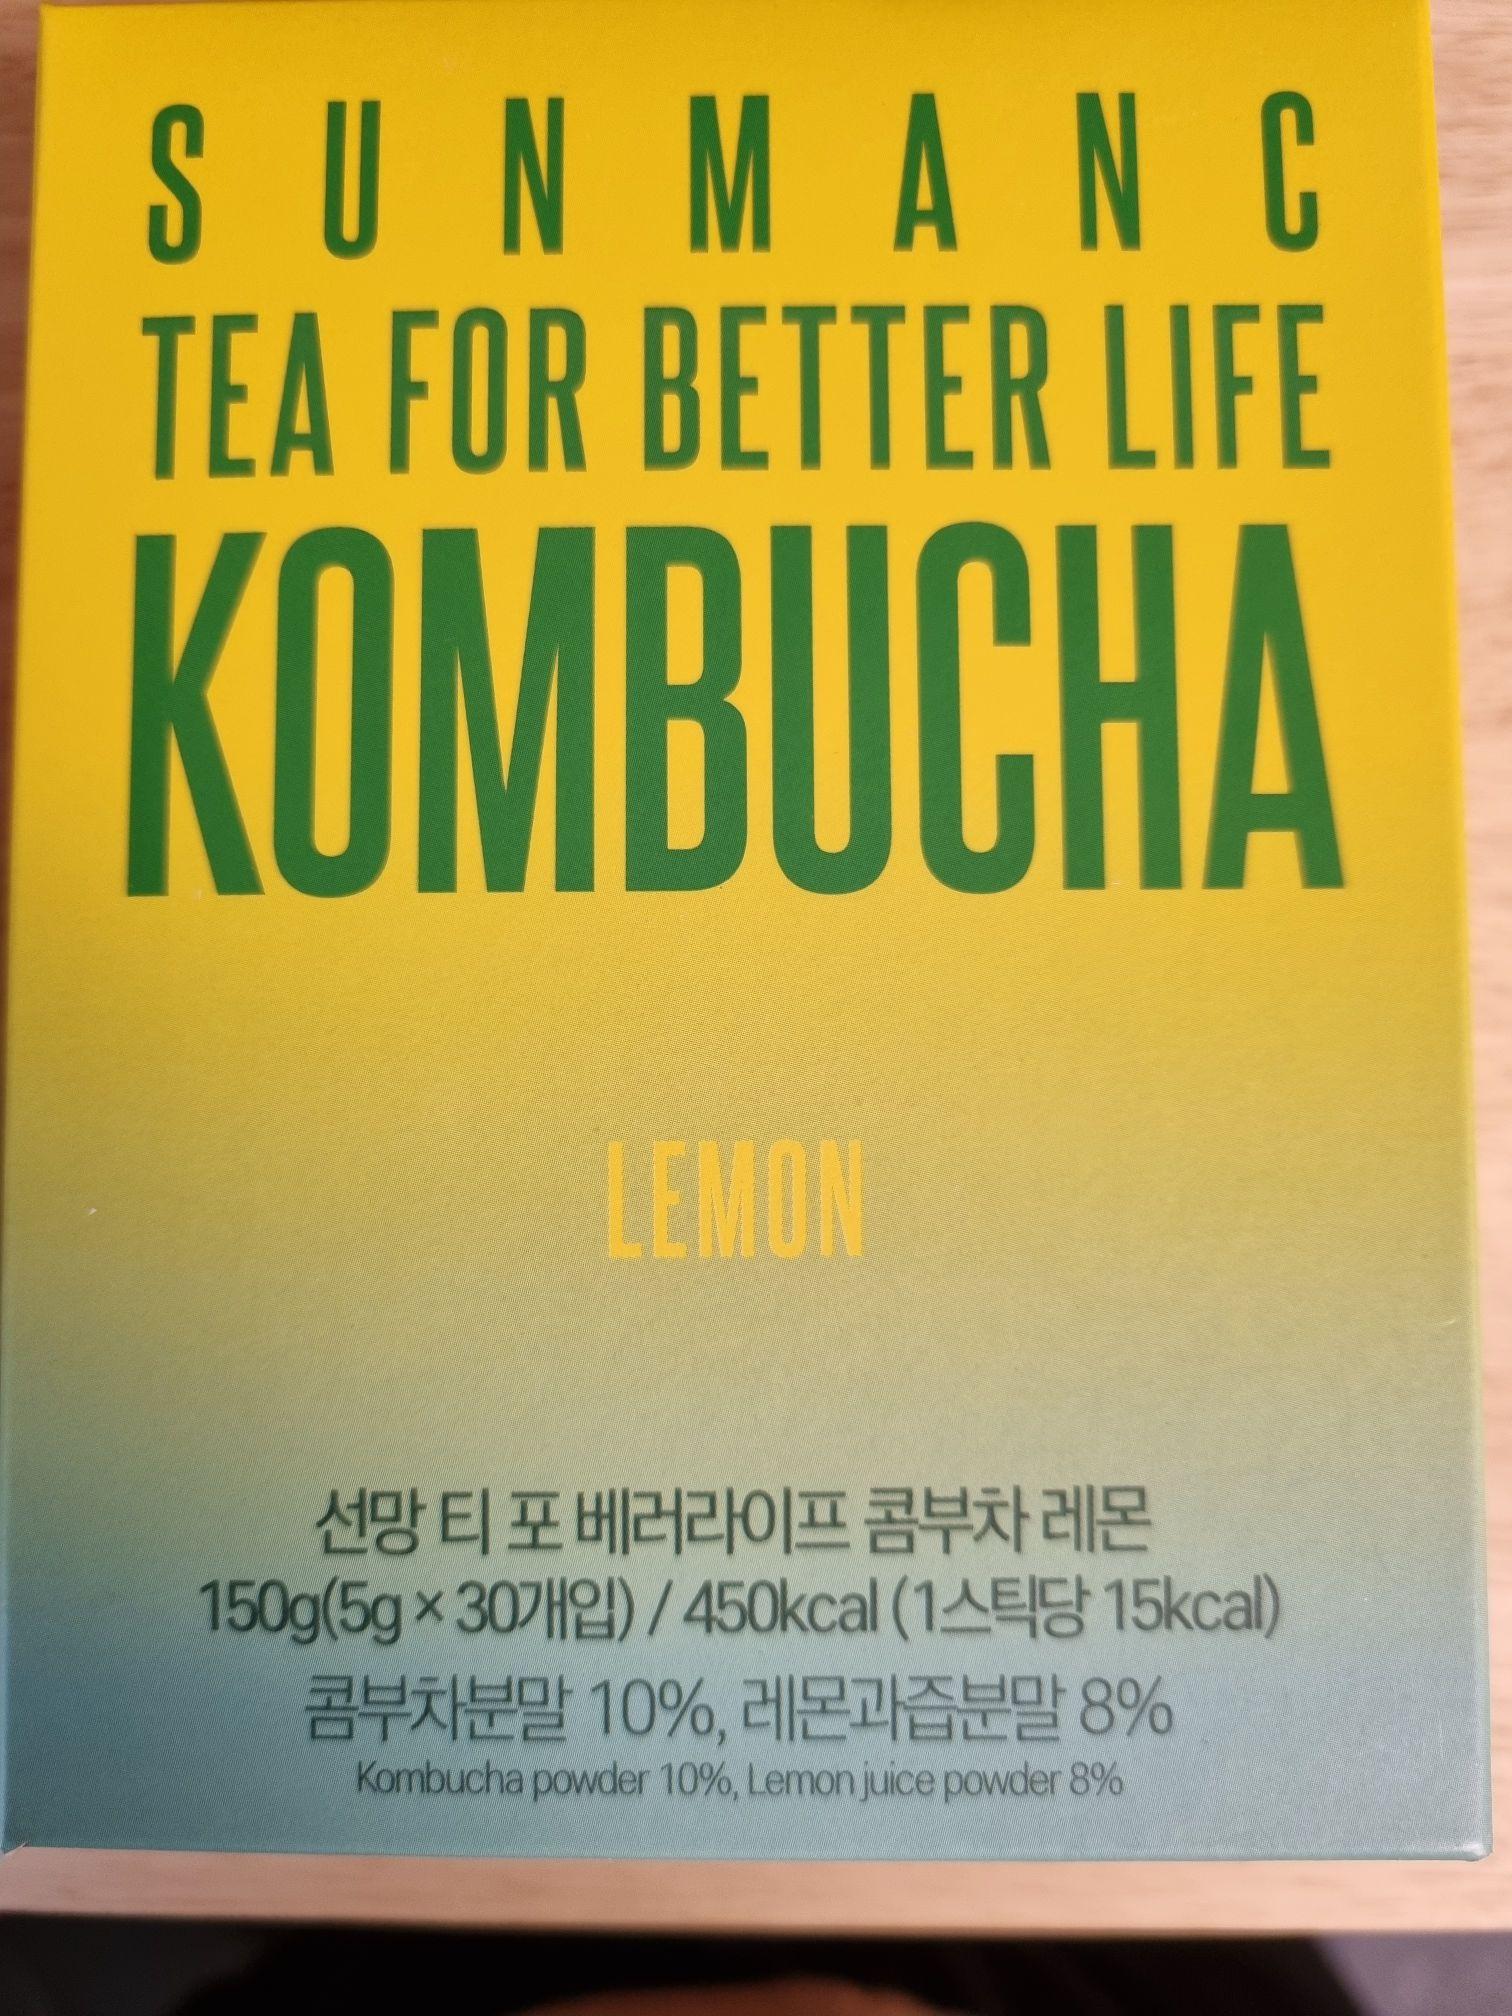 SUNMANG
TEA FOR BETTER LIFE
KOMBUCHA
LEMON
선망 티 포 베러라이프 콤부차 레몬
150g(5g × 30개입) / 450kcal (1스틱당 15kcal)
콤부차분말 10%, 레몬과즙분말 8%
Kombucha powder 10%, Lemon juice powder 8%